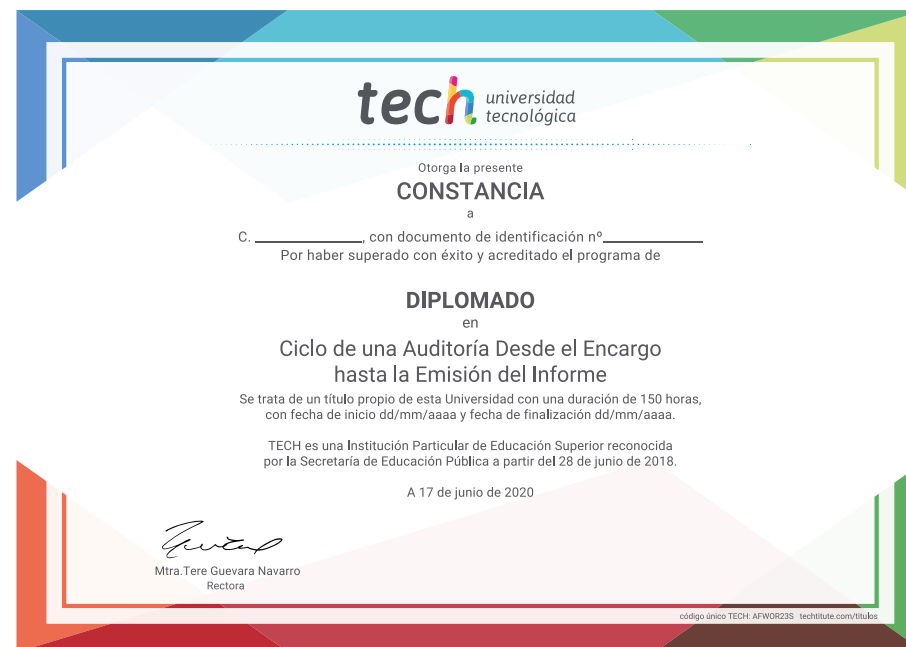 tech universidad
tecnológica
Otorga la presente
CONSTANCIA
a
C. ____________, con documento de identificación nº____________
Por haber superado con éxito y acreditado el programa de
DIPLOMADO
en
Ciclo de una Auditoría Desde el Encargo
hasta la Emisión del Informe
Se trata de un título propio de esta Universidad con una duración de 150 horas,
con fecha de inicio dd/mm/aaaa y fecha de finalización dd/mm/aaaa.
TECH es una Institución Particular de Educación Superior reconocida
por la Secretaría de Educación Pública a partir del 28 de junio de 2018.
A 17 de junio de 2020
Mtra.Tere Guevara Navarro
Rectora
código único TECH: AFWOR23S techtitute.com/titulos